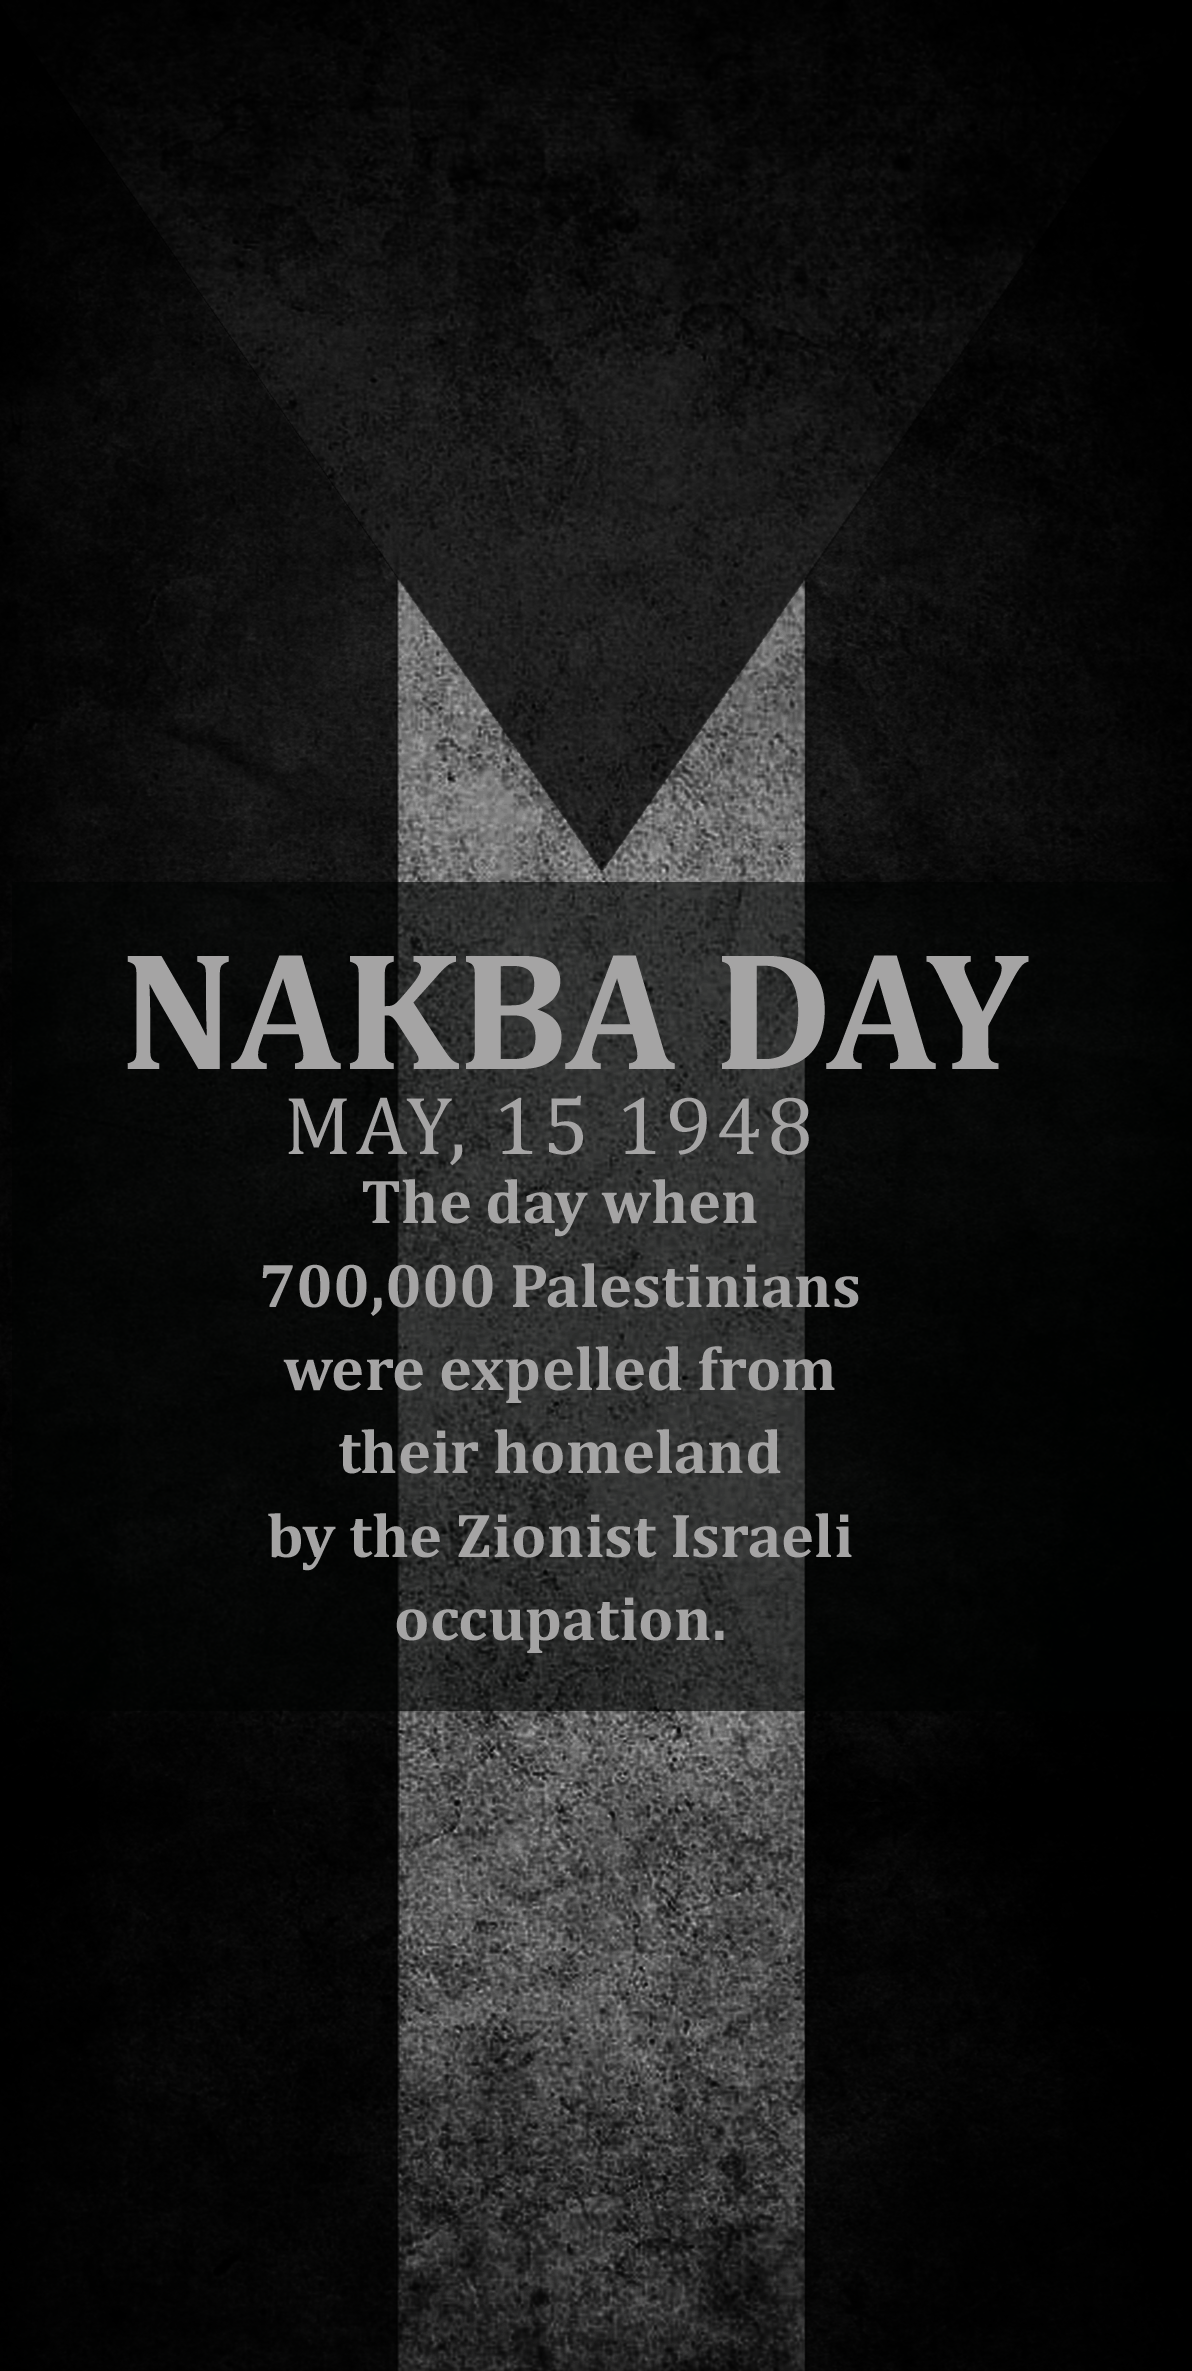 NAKBA DAY
MAY, 15 1948
The day when
700,000 Palestinians
were expelled from
their homeland
by the Zionist Israeli
occupation.